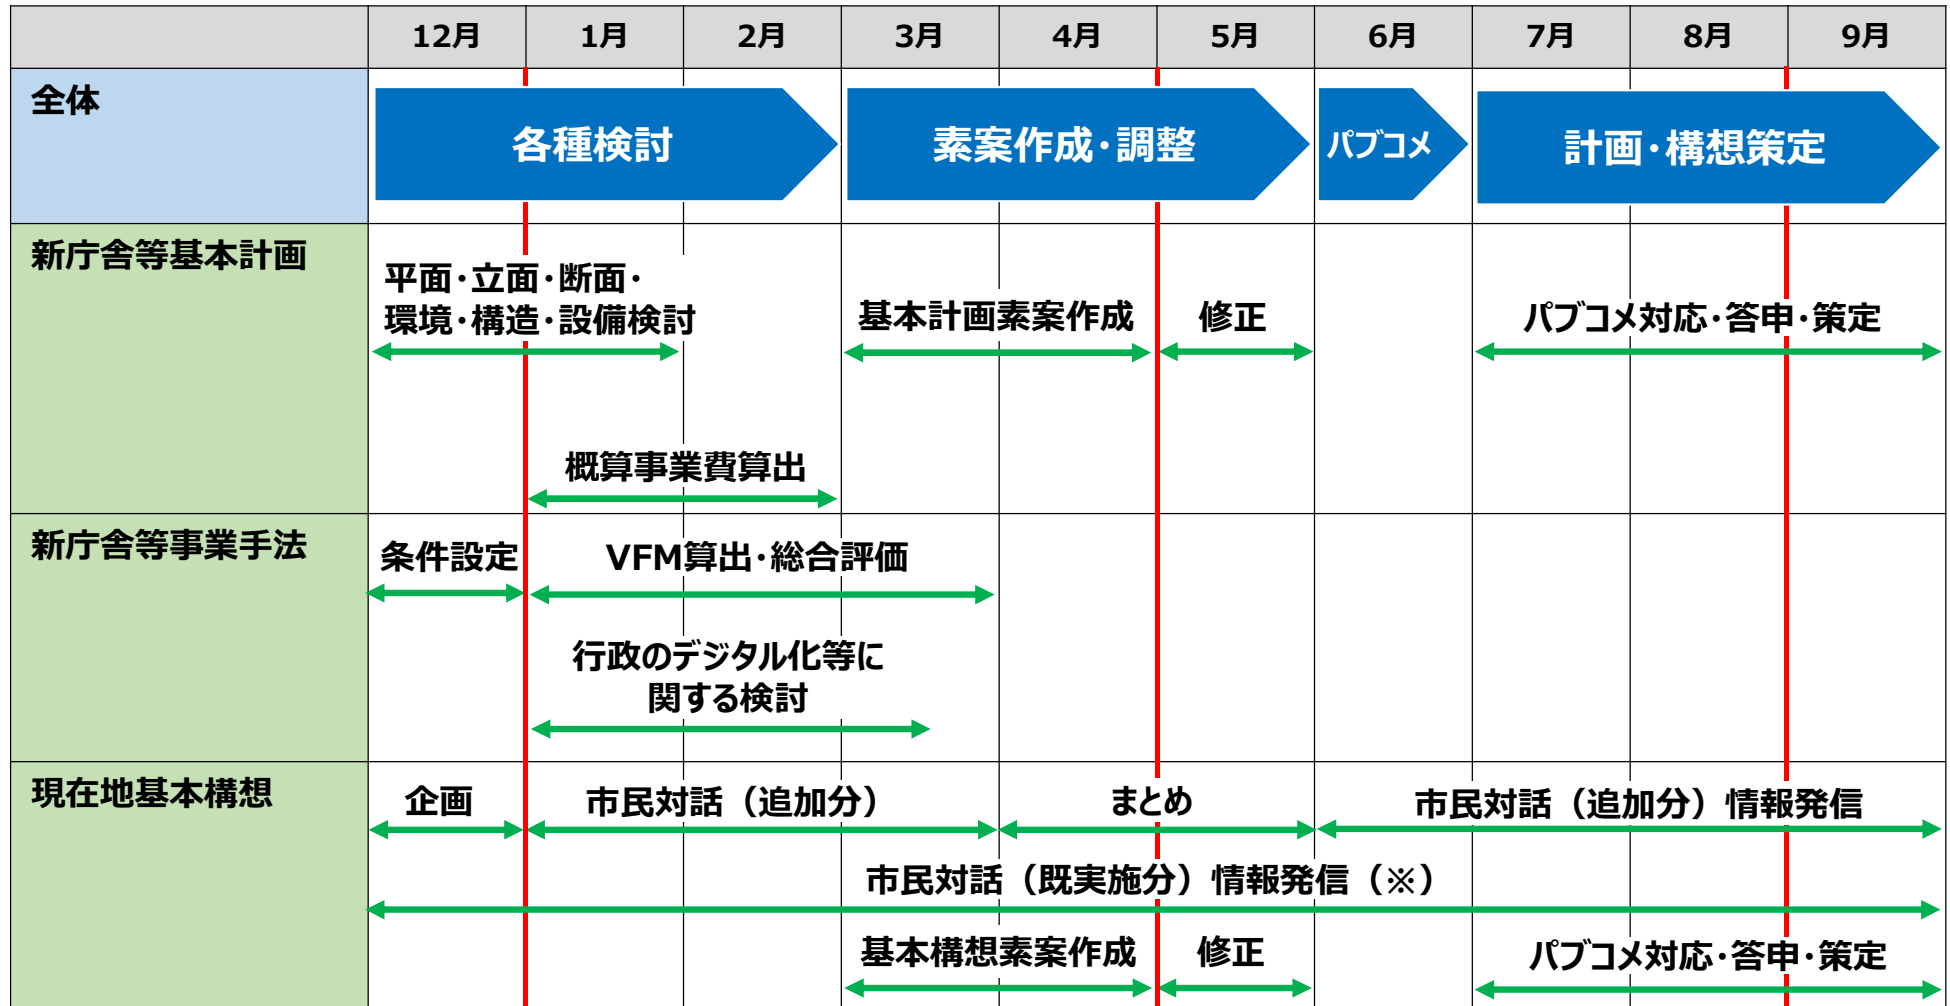 12月 1月 2月 3月 4月 5月 6月 7月 8月 9月
全体
各種検討 素案作成・調整 パブコメ 計画・構想策定
新庁舎等基本計画
平面・立面・断面・
環境・構造・設備検討
基本計画素案作成 修正 パブコメ対応・答申・策定
概算事業費算出
新庁舎等事業手法
条件設定 VFM算出・総合評価
行政のデジタル化等に
関する検討
現在地基本構想
企画 市民対話（追加分） まとめ 市民対話（追加分）情報発信
市民対話（既実施分）情報発信（※）
基本構想素案作成 修正 パブコメ対応・答申・策定